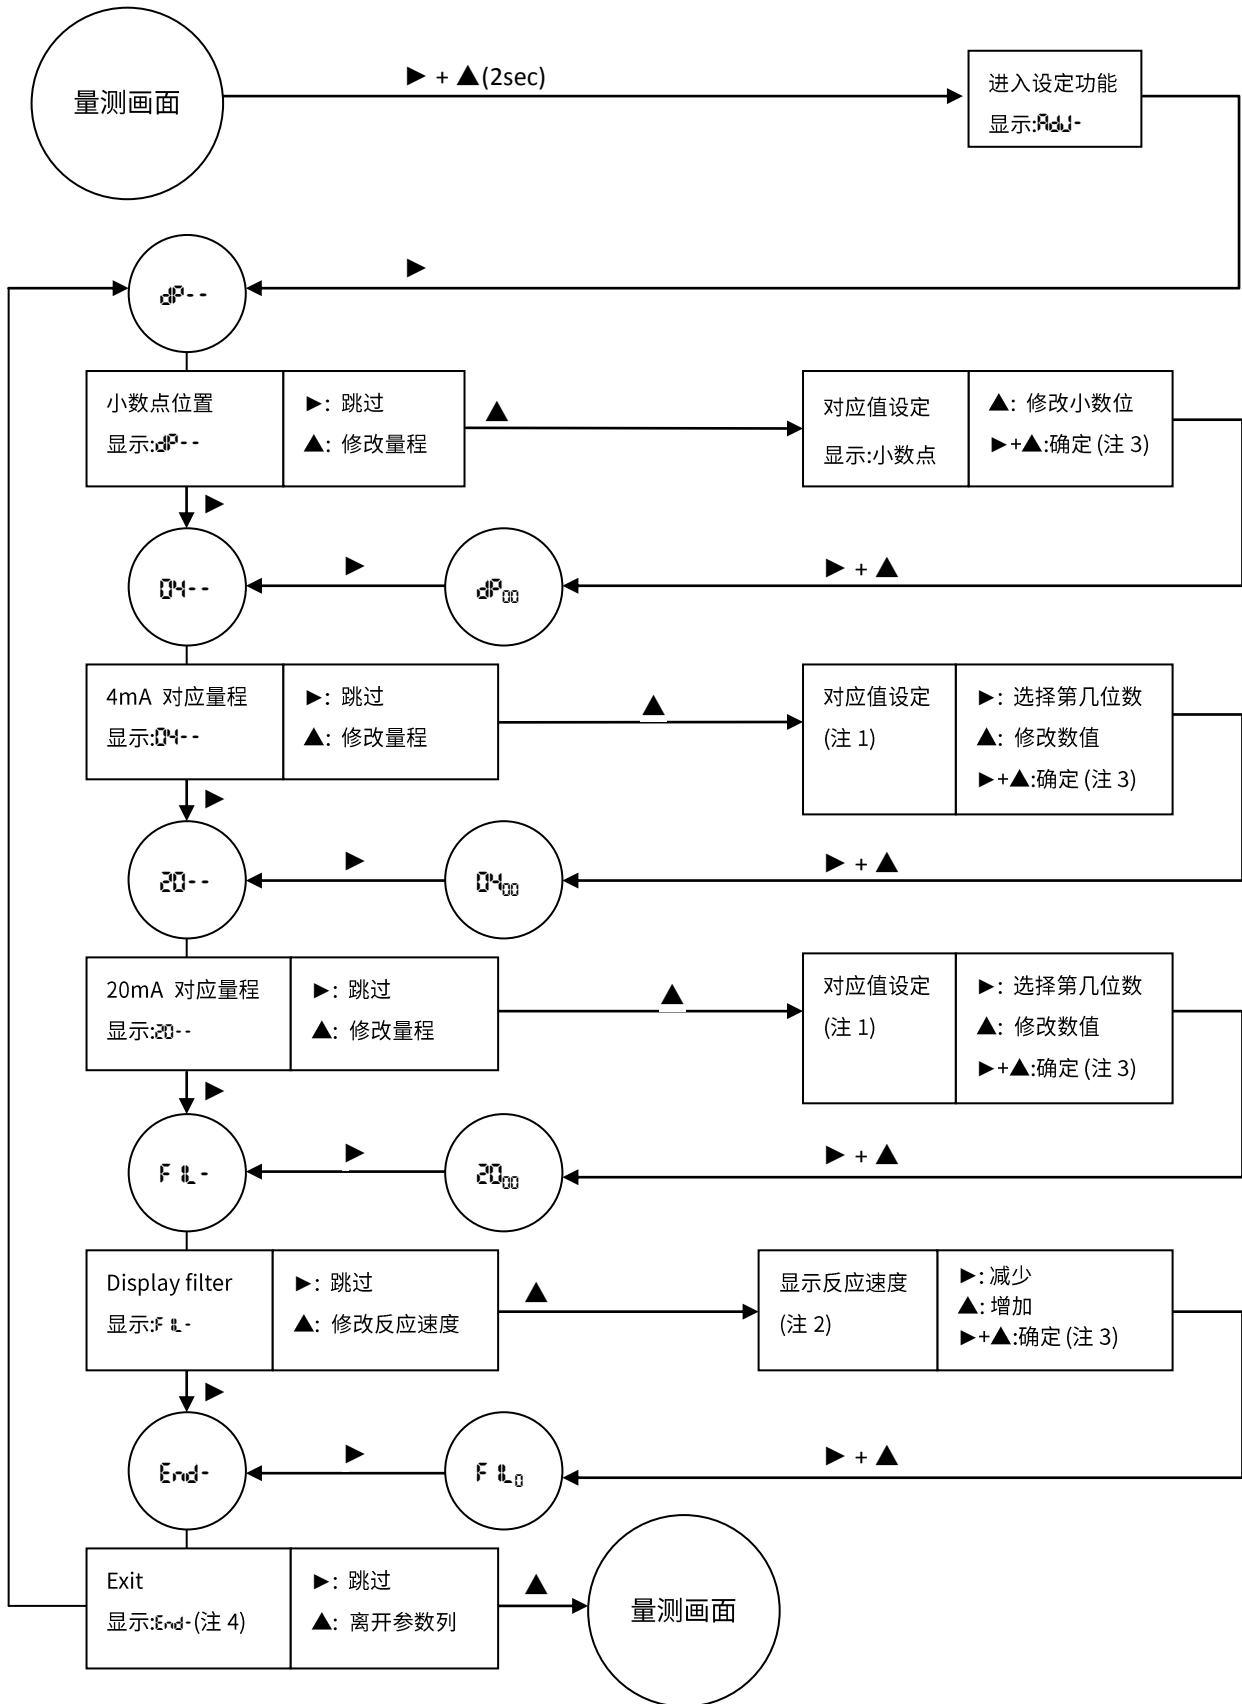 量测画面
▶ + ▲(2sec)
进入设定功能
显示:AdJ-
▶
dP--
小数点位置
显示:dP--
▶: 跳过
▲: 修改量程
▲
对应值设定
显示:小数点
▲: 修改小数位
▶+▲:确定 (注 3)
▶
04--
▶
dP00
▶ + ▲
4mA 对应量程
显示:04--
▶: 跳过
▲: 修改量程
▲
对应值设定
(注 1)
▶: 选择第几位数
▲: 修改数值
▶+▲:确定 (注 3)
▶
20--
▶
0400
▶ + ▲
20mA 对应量程
显示:20--
▶: 跳过
▲: 修改量程
▲
对应值设定
(注 1)
▶: 选择第几位数
▲: 修改数值
▶+▲:确定 (注 3)
▶
FIL-
▶
2000
▶ + ▲
Display filter
显示:FIL-
▶: 跳过
▲: 修改反应速度
▲
显示反应速度
(注 2)
▶: 减少
▲: 增加
▶+▲:确定 (注 3)
▶
End-
▶
FIL0
▶ + ▲
Exit
显示:End-(注 4)
▶: 跳过
▲: 离开参数列
▲
量测画面